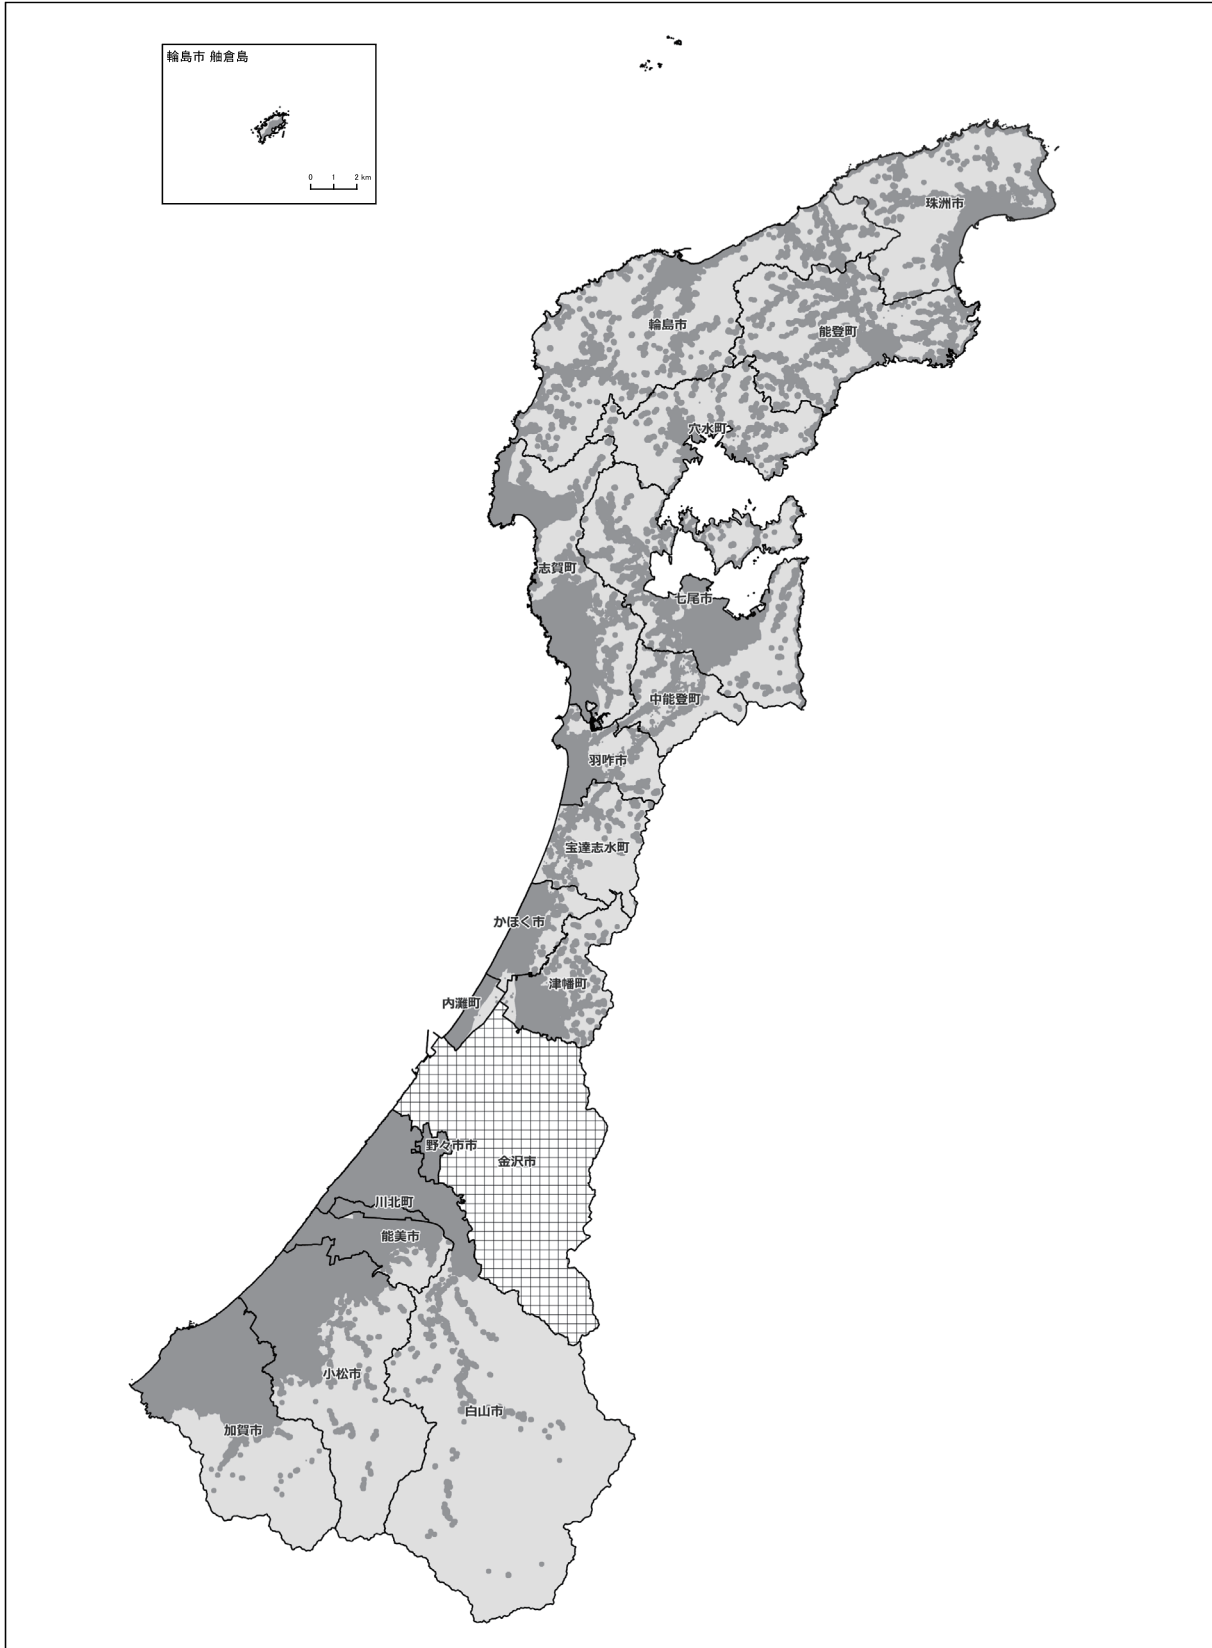 輪島市 舳倉島
0 1 2 km
珠洲市
輪島市
能登町
穴水町
志賀町
七尾市
中能登町
羽咋市
宝達志水町
かほく市
津幡町
内灘町
野々市市
金沢市
川北町
能美市
小松市
白山市
加賀市